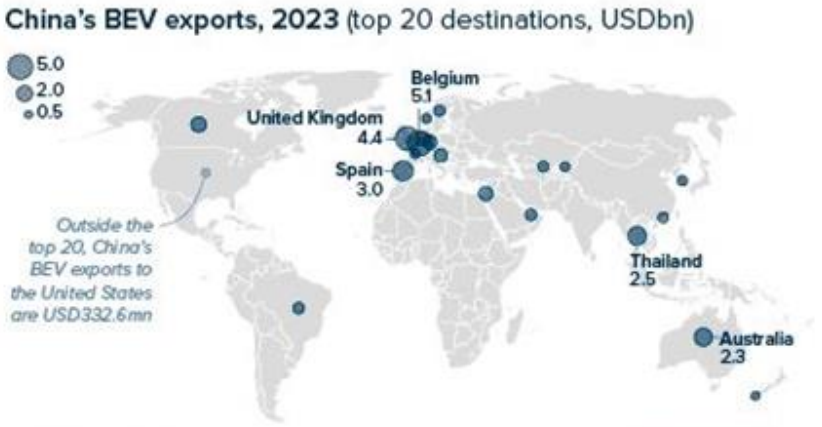 China's BEV exports, 2023 (top 20 destinations, USDbn)
5.0
2.0
0.5
Belgium
5.1
United Kingdom
4.4
Spain
3.0
Outside the
top 20, China's
BEV exports to
the United States
are USD332.6mn
Thailand
2.5
Australia
2.3